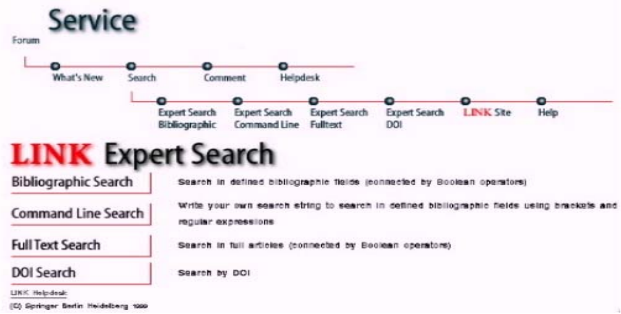 Service
Forum
What's New Search Comment Helpdesk
Expert Search Expert Search Expert Search Expert Search LINK Site Help
Bibliographic Command Line Fulltext DOI
LINK Expert Search
Bibliographic Search Search in defined bibliographic fields (connected by Boolean operators)
Command Line Search Write your own search string to search in defined bibliographic fields using brackets and
regular expressions
Full Text Search Search in full articles (connected by Boolean operators)
DOI Search Search by DOI
LINK Helpdesk
(C) Springer Berlin Heidelberg 1999